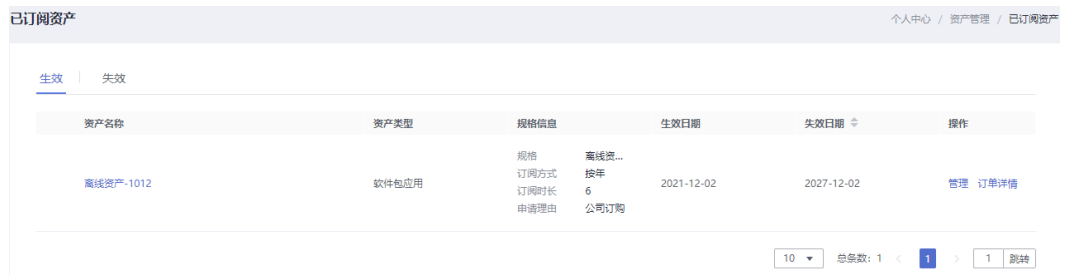 已订阅资产
个人中心 / 资产管理 / 已订阅资产
生效 失效
资产名称 资产类型 规格信息 生效日期 失效日期 操作
规格 离线资...
订阅方式 按年
离线资产-1012 软件包应用 2021-12-02 2027-12-02 管理 订单详情
订阅时长 6
申请理由 公司订购
10 总条数: 1 < 1 > 1 跳转